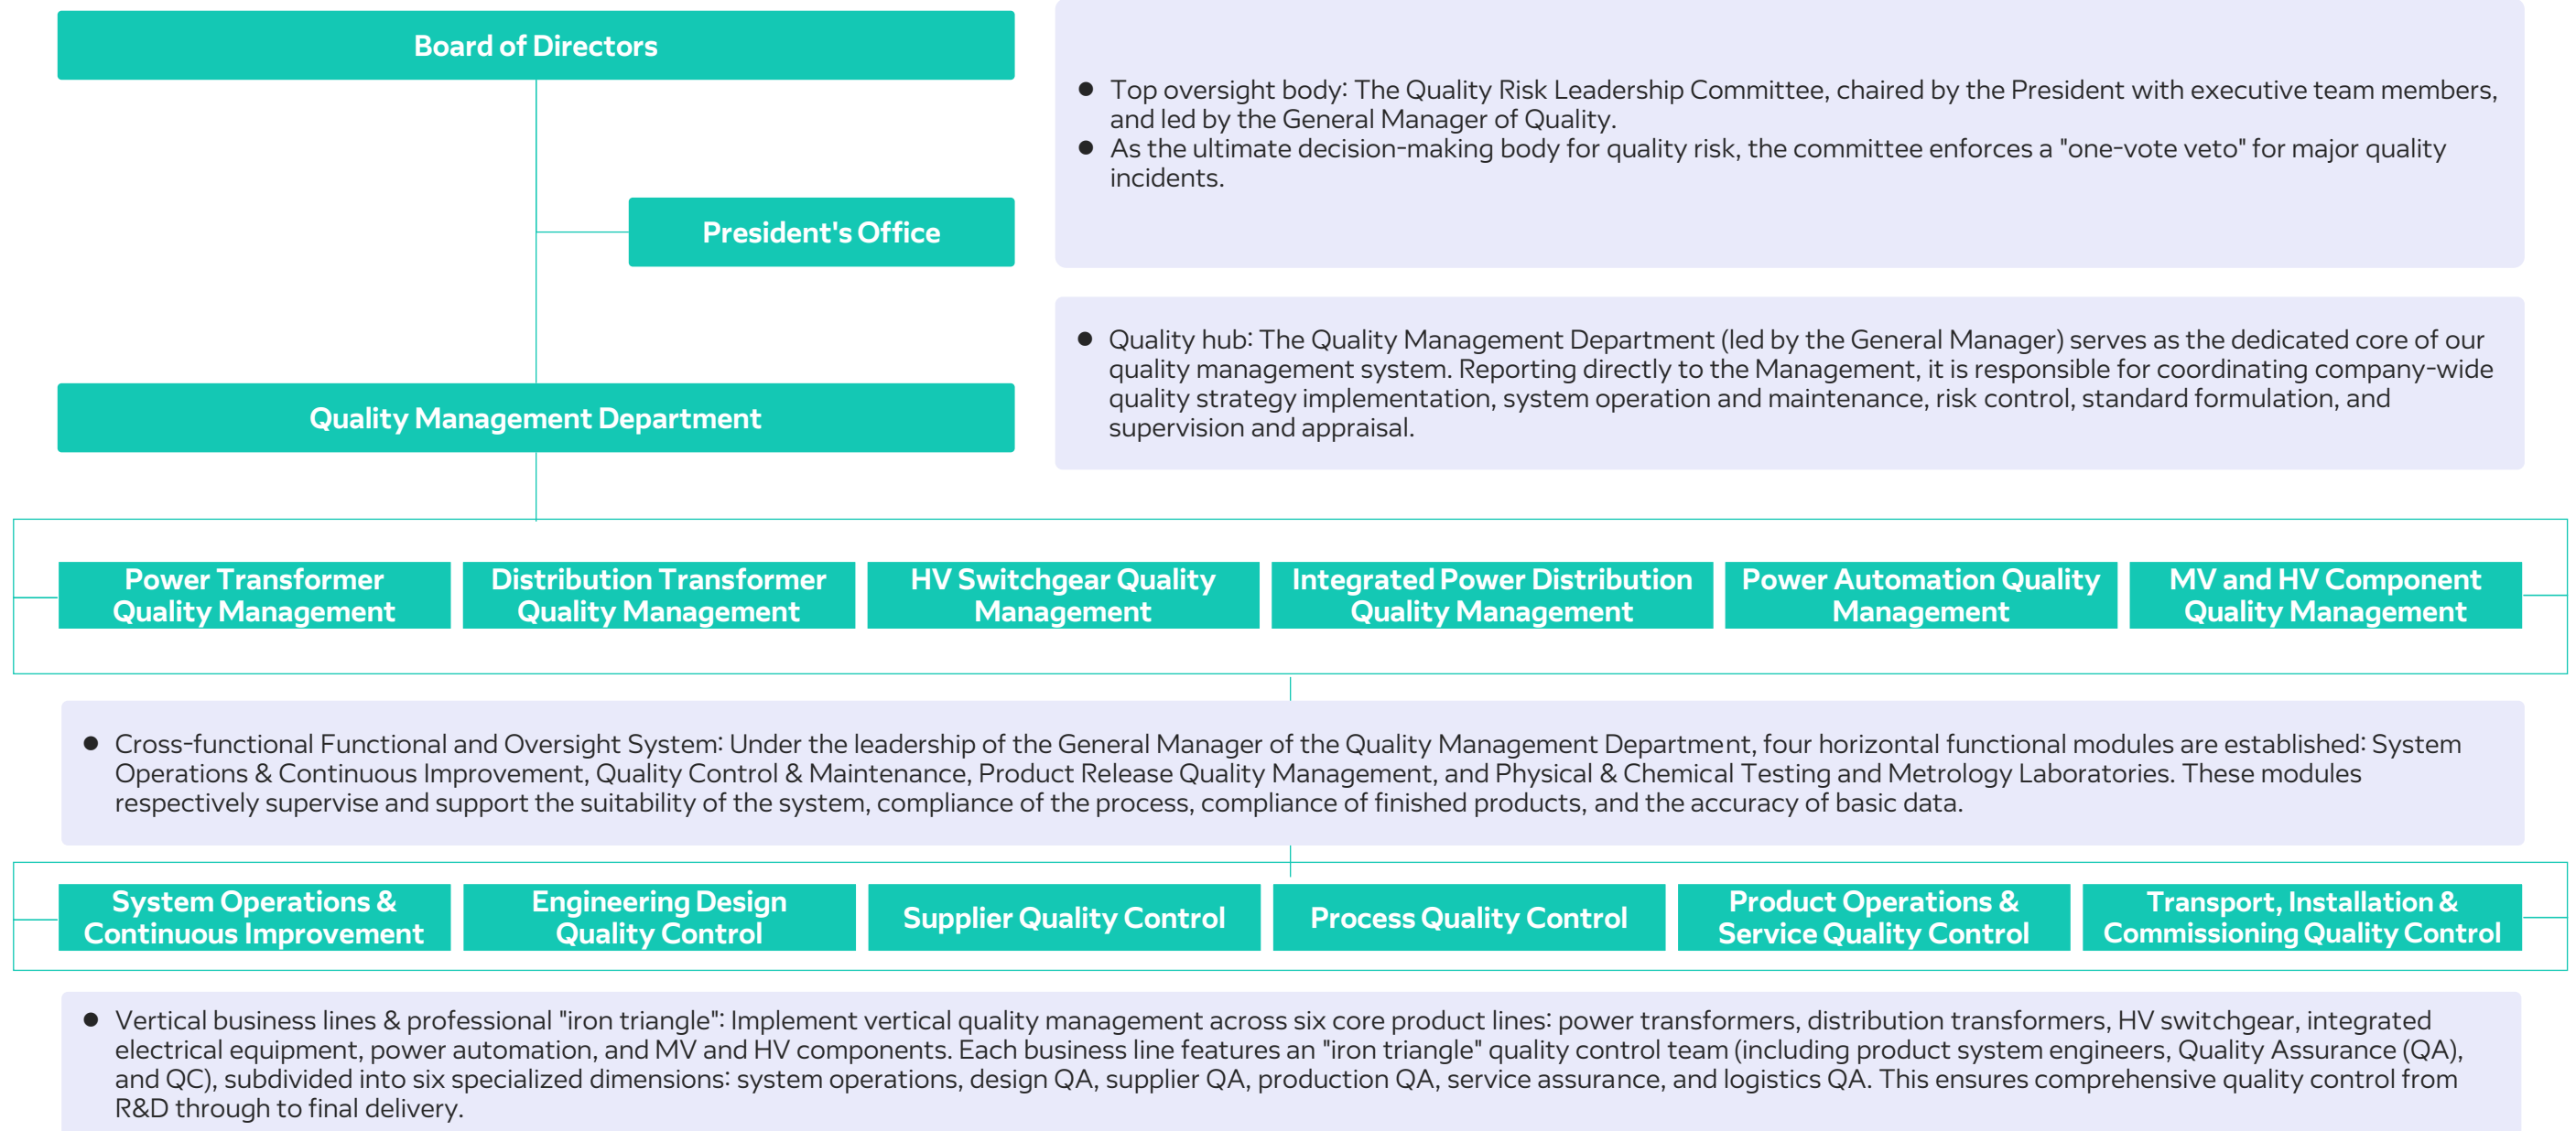 Board of Directors
● Top oversight body: The Quality Risk Leadership Committee, chaired by the President with executive team members,
and led by the General Manager of Quality.
● As the ultimate decision-making body for quality risk, the committee enforces a "one-vote veto" for major quality
incidents.
President's Office
● Quality hub: The Quality Management Department (led by the General Manager) serves as the dedicated core of our
quality management system. Reporting directly to the Management, it is responsible for coordinating company-wide
quality strategy implementation, system operation and maintenance, risk control, standard formulation, and
supervision and appraisal.
Quality Management Department
Power Transformer
Quality Management
Distribution Transformer
Quality Management
HV Switchgear Quality
Management
Integrated Power Distribution
Quality Management
Power Automation Quality
Management
MV and HV Component
Quality Management
● Cross-functional Functional and Oversight System: Under the leadership of the General Manager of the Quality Management Department, four horizontal functional modules are established: System
Operations & Continuous Improvement, Quality Control & Maintenance, Product Release Quality Management, and Physical & Chemical Testing and Metrology Laboratories. These modules
respectively supervise and support the suitability of the system, compliance of the process, compliance of finished products, and the accuracy of basic data.
System Operations &
Continuous Improvement
Engineering Design
Quality Control
Supplier Quality Control
Process Quality Control
Product Operations &
Service Quality Control
Transport, Installation &
Commissioning Quality Control
● Vertical business lines & professional "iron triangle": Implement vertical quality management across six core product lines: power transformers, distribution transformers, HV switchgear, integrated
electrical equipment, power automation, and MV and HV components. Each business line features an "iron triangle" quality control team (including product system engineers, Quality Assurance (QA),
and QC), subdivided into six specialized dimensions: system operations, design QA, supplier QA, production QA, service assurance, and logistics QA. This ensures comprehensive quality control from
R&D through to final delivery.